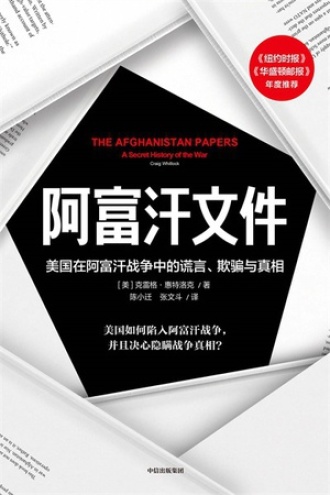 《纽约时报》
《华盛顿邮报》
年度推荐
THE AFGHANISTAN PAPERS
A Secret History of the War
Craig Whitlock
阿富汗文件
美国在阿富汗战争中的谎言、欺骗与真相
［美］克雷格·惠特洛克 著
陈小迁 张文斗 译
美国如何陷入阿富汗战争，
并且决心隐瞒战争真相？
中信出版集团